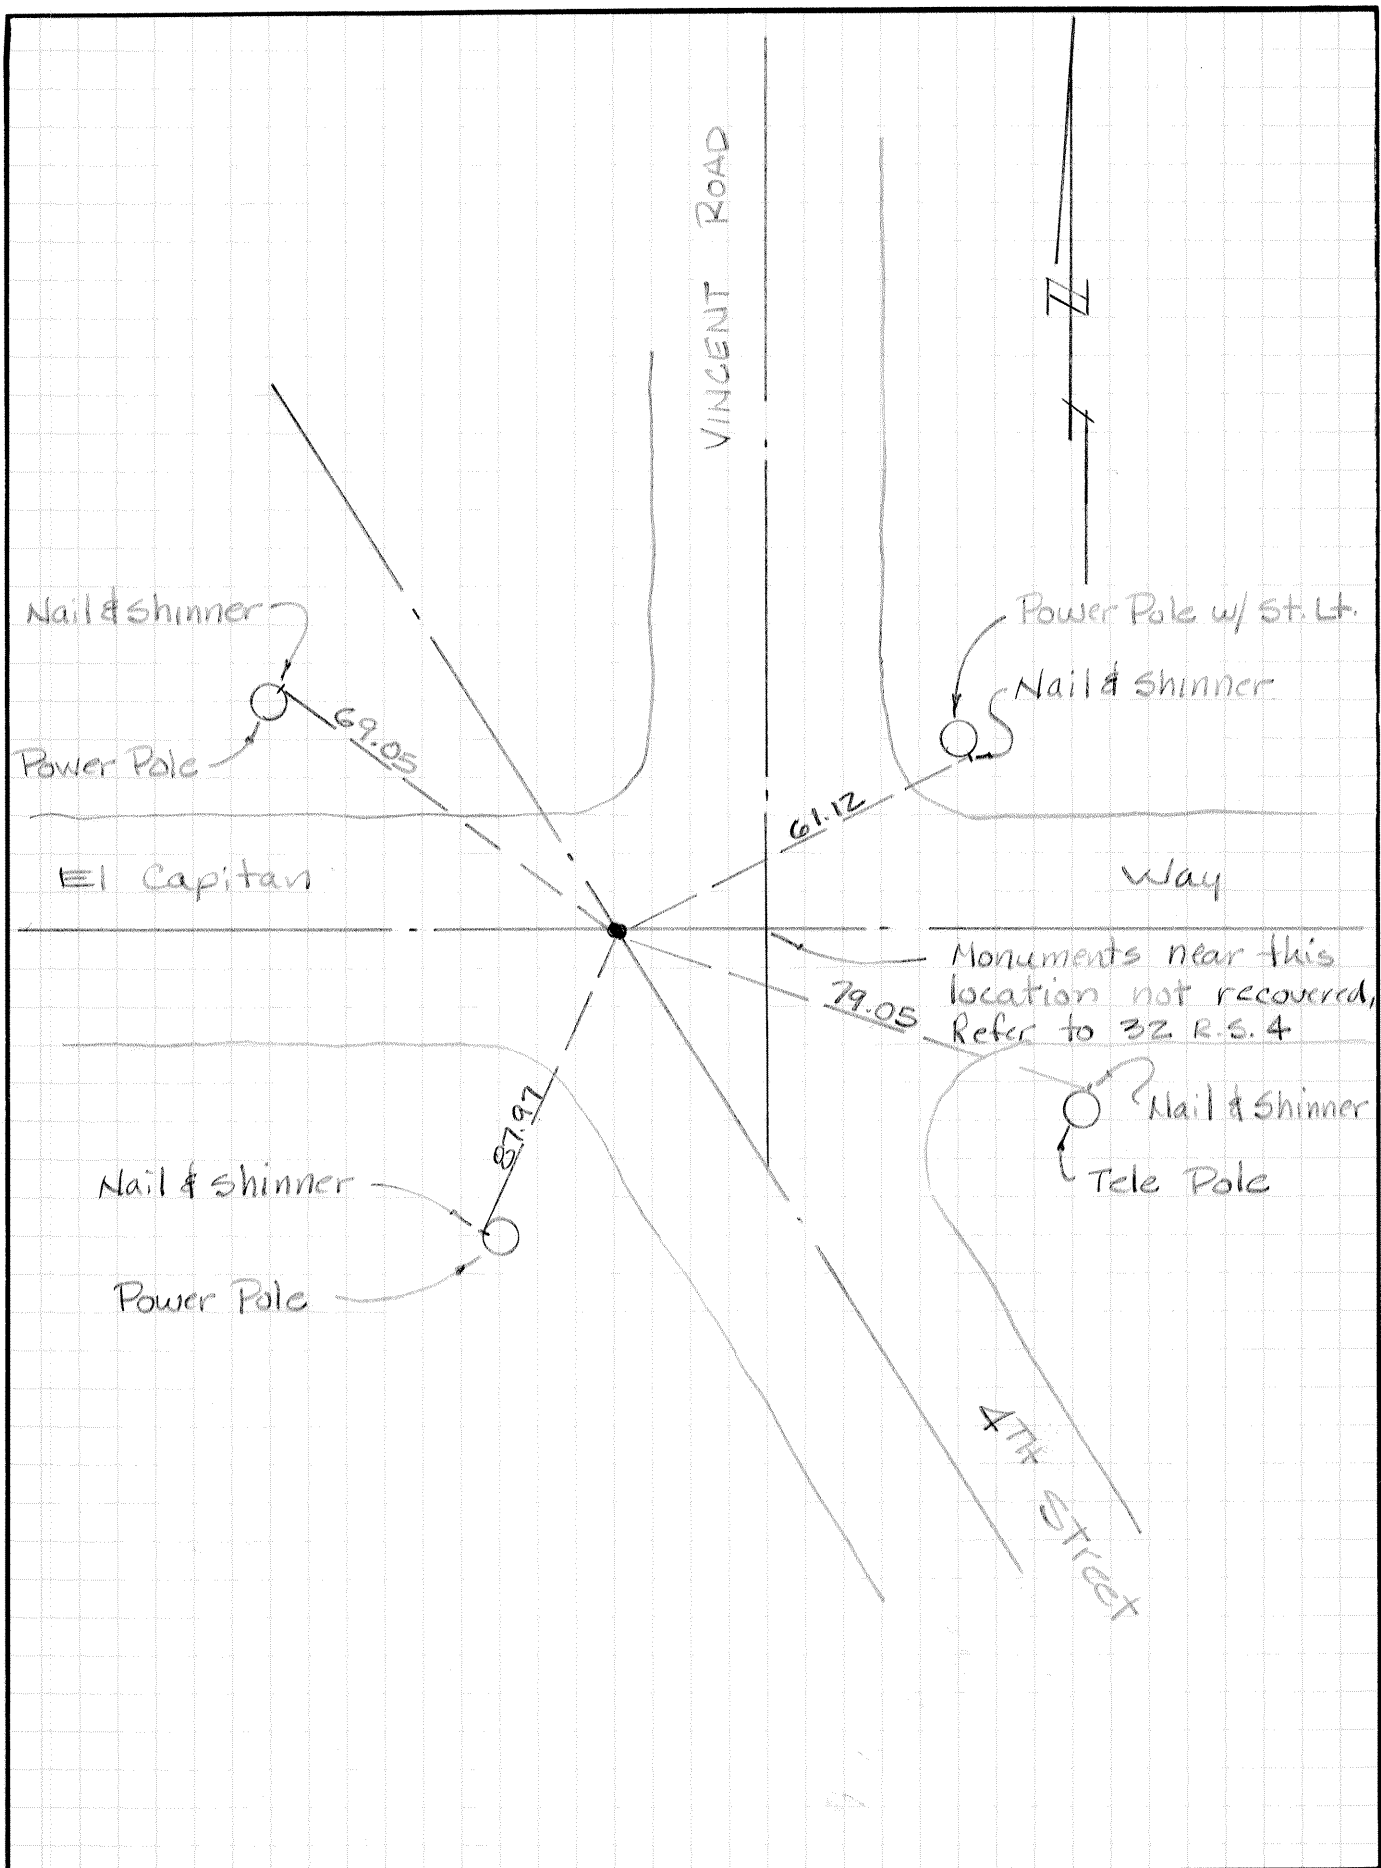 VINCENT ROAD
N
Nail & Shinner
Power Pole w/ St. Lt.
Nail & Shinner
69.05
Power Pole
61.12
El Capitan
Way
Monuments near this
location not recovered,
Refer to 32 R.S. 4
79.05
87.97
Nail & Shinner
Nail & Shinner
Tele Pole
Power Pole
4TH Street